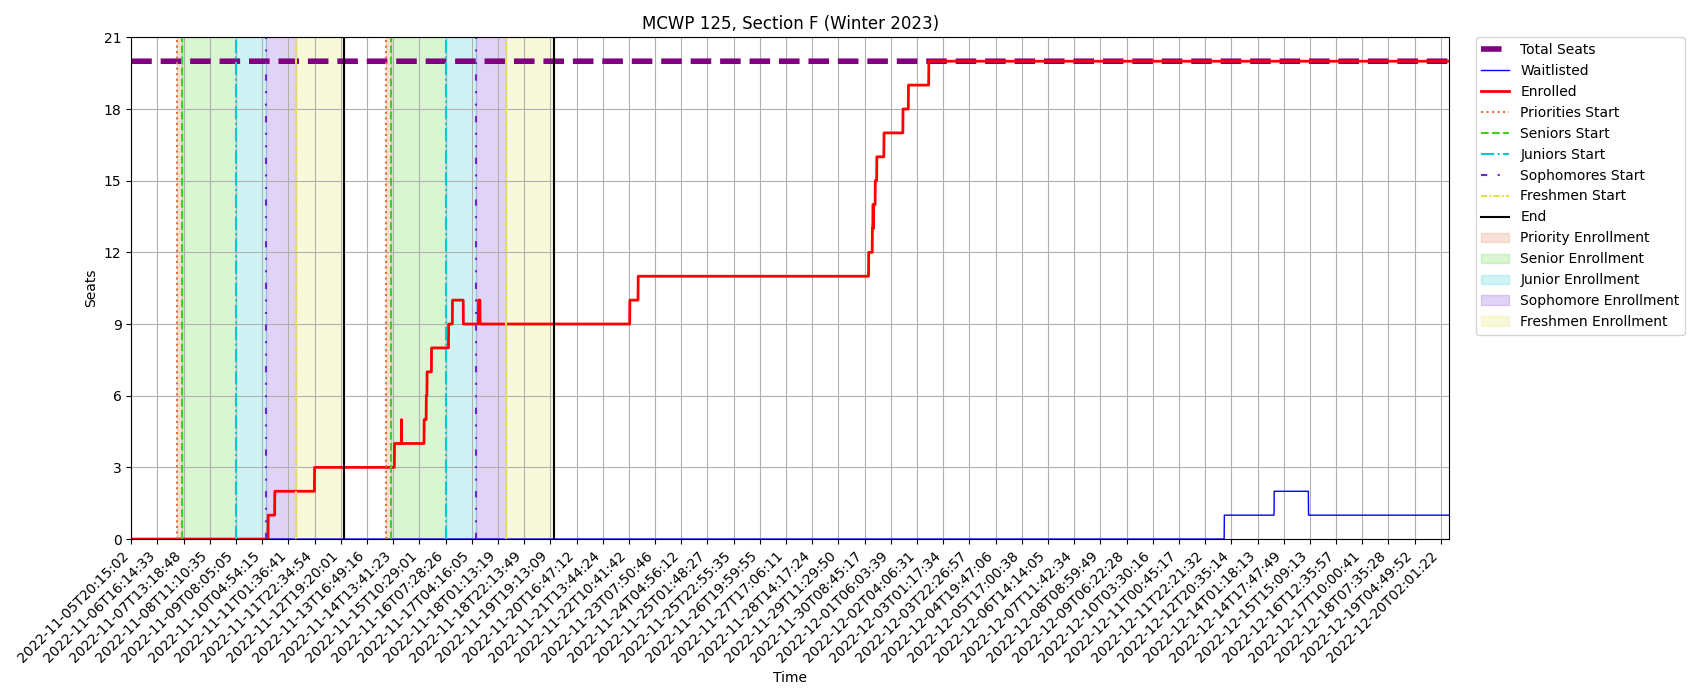 MCWP 125, Section F (Winter 2023)
Seats
21
18
15
12
9
6
3
0
2022-11-05T20:15:02
2022-11-06T16:14:33
2022-11-07T13:18:48
2022-11-08T11:10:35
2022-11-09T08:05:05
2022-11-10T04:54:15
2022-11-11T01:36:41
2022-11-11T22:34:54
2022-11-12T19:20:01
2022-11-13T16:49:16
2022-11-14T13:41:23
2022-11-15T10:29:01
2022-11-16T07:28:26
2022-11-17T04:16:05
2022-11-18T01:13:19
2022-11-18T22:13:49
2022-11-19T19:13:09
2022-11-20T16:47:12
2022-11-21T13:44:24
2022-11-22T10:41:42
2022-11-23T07:50:46
2022-11-24T04:56:12
2022-11-25T01:48:27
2022-11-25T22:55:35
2022-11-26T19:59:55
2022-11-27T17:06:11
2022-11-28T14:17:24
2022-11-29T11:29:50
2022-11-30T08:45:17
2022-12-01T06:03:39
2022-12-02T04:06:31
2022-12-03T01:17:34
2022-12-03T22:26:57
2022-12-04T19:47:06
2022-12-05T17:00:38
2022-12-06T14:14:05
2022-12-07T11:42:34
2022-12-08T08:59:49
2022-12-09T06:22:28
2022-12-10T03:30:16
2022-12-11T00:45:17
2022-12-11T22:21:32
2022-12-12T20:35:14
2022-12-14T01:18:13
2022-12-14T17:47:49
2022-12-15T15:09:13
2022-12-16T12:35:57
2022-12-17T10:00:41
2022-12-18T07:35:28
2022-12-19T04:49:52
2022-12-20T02:01:22
Time
Total Seats
Waitlisted
Enrolled
Priorities Start
Seniors Start
Juniors Start
Sophomores Start
Freshmen Start
End
Priority Enrollment
Senior Enrollment
Junior Enrollment
Sophomore Enrollment
Freshmen Enrollment